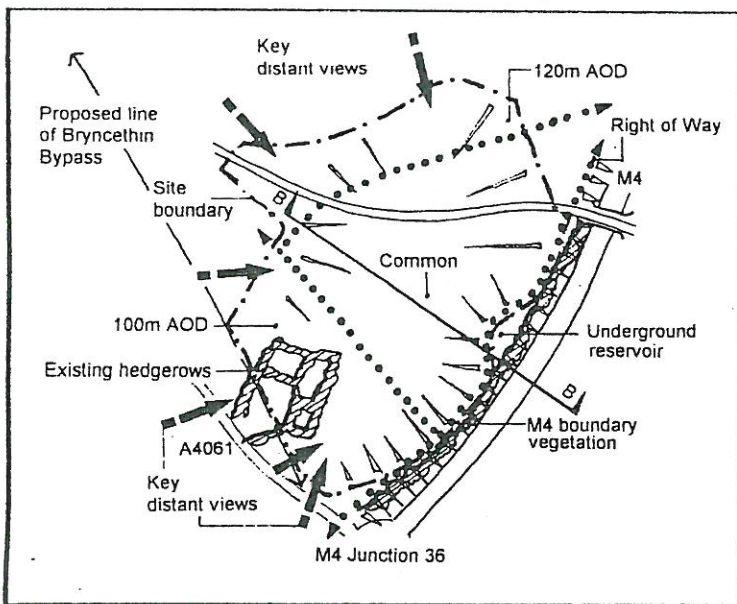 Key
distant views
120m AOD
Proposed line
of Bryncethin
Bypass
Right of Way
M4
Site
boundary
B
Common
100m AOD
Underground
reservoir
Existing hedgerows
B
M4 boundary
vegetation
A4061
Key
distant views
M4 Junction 36